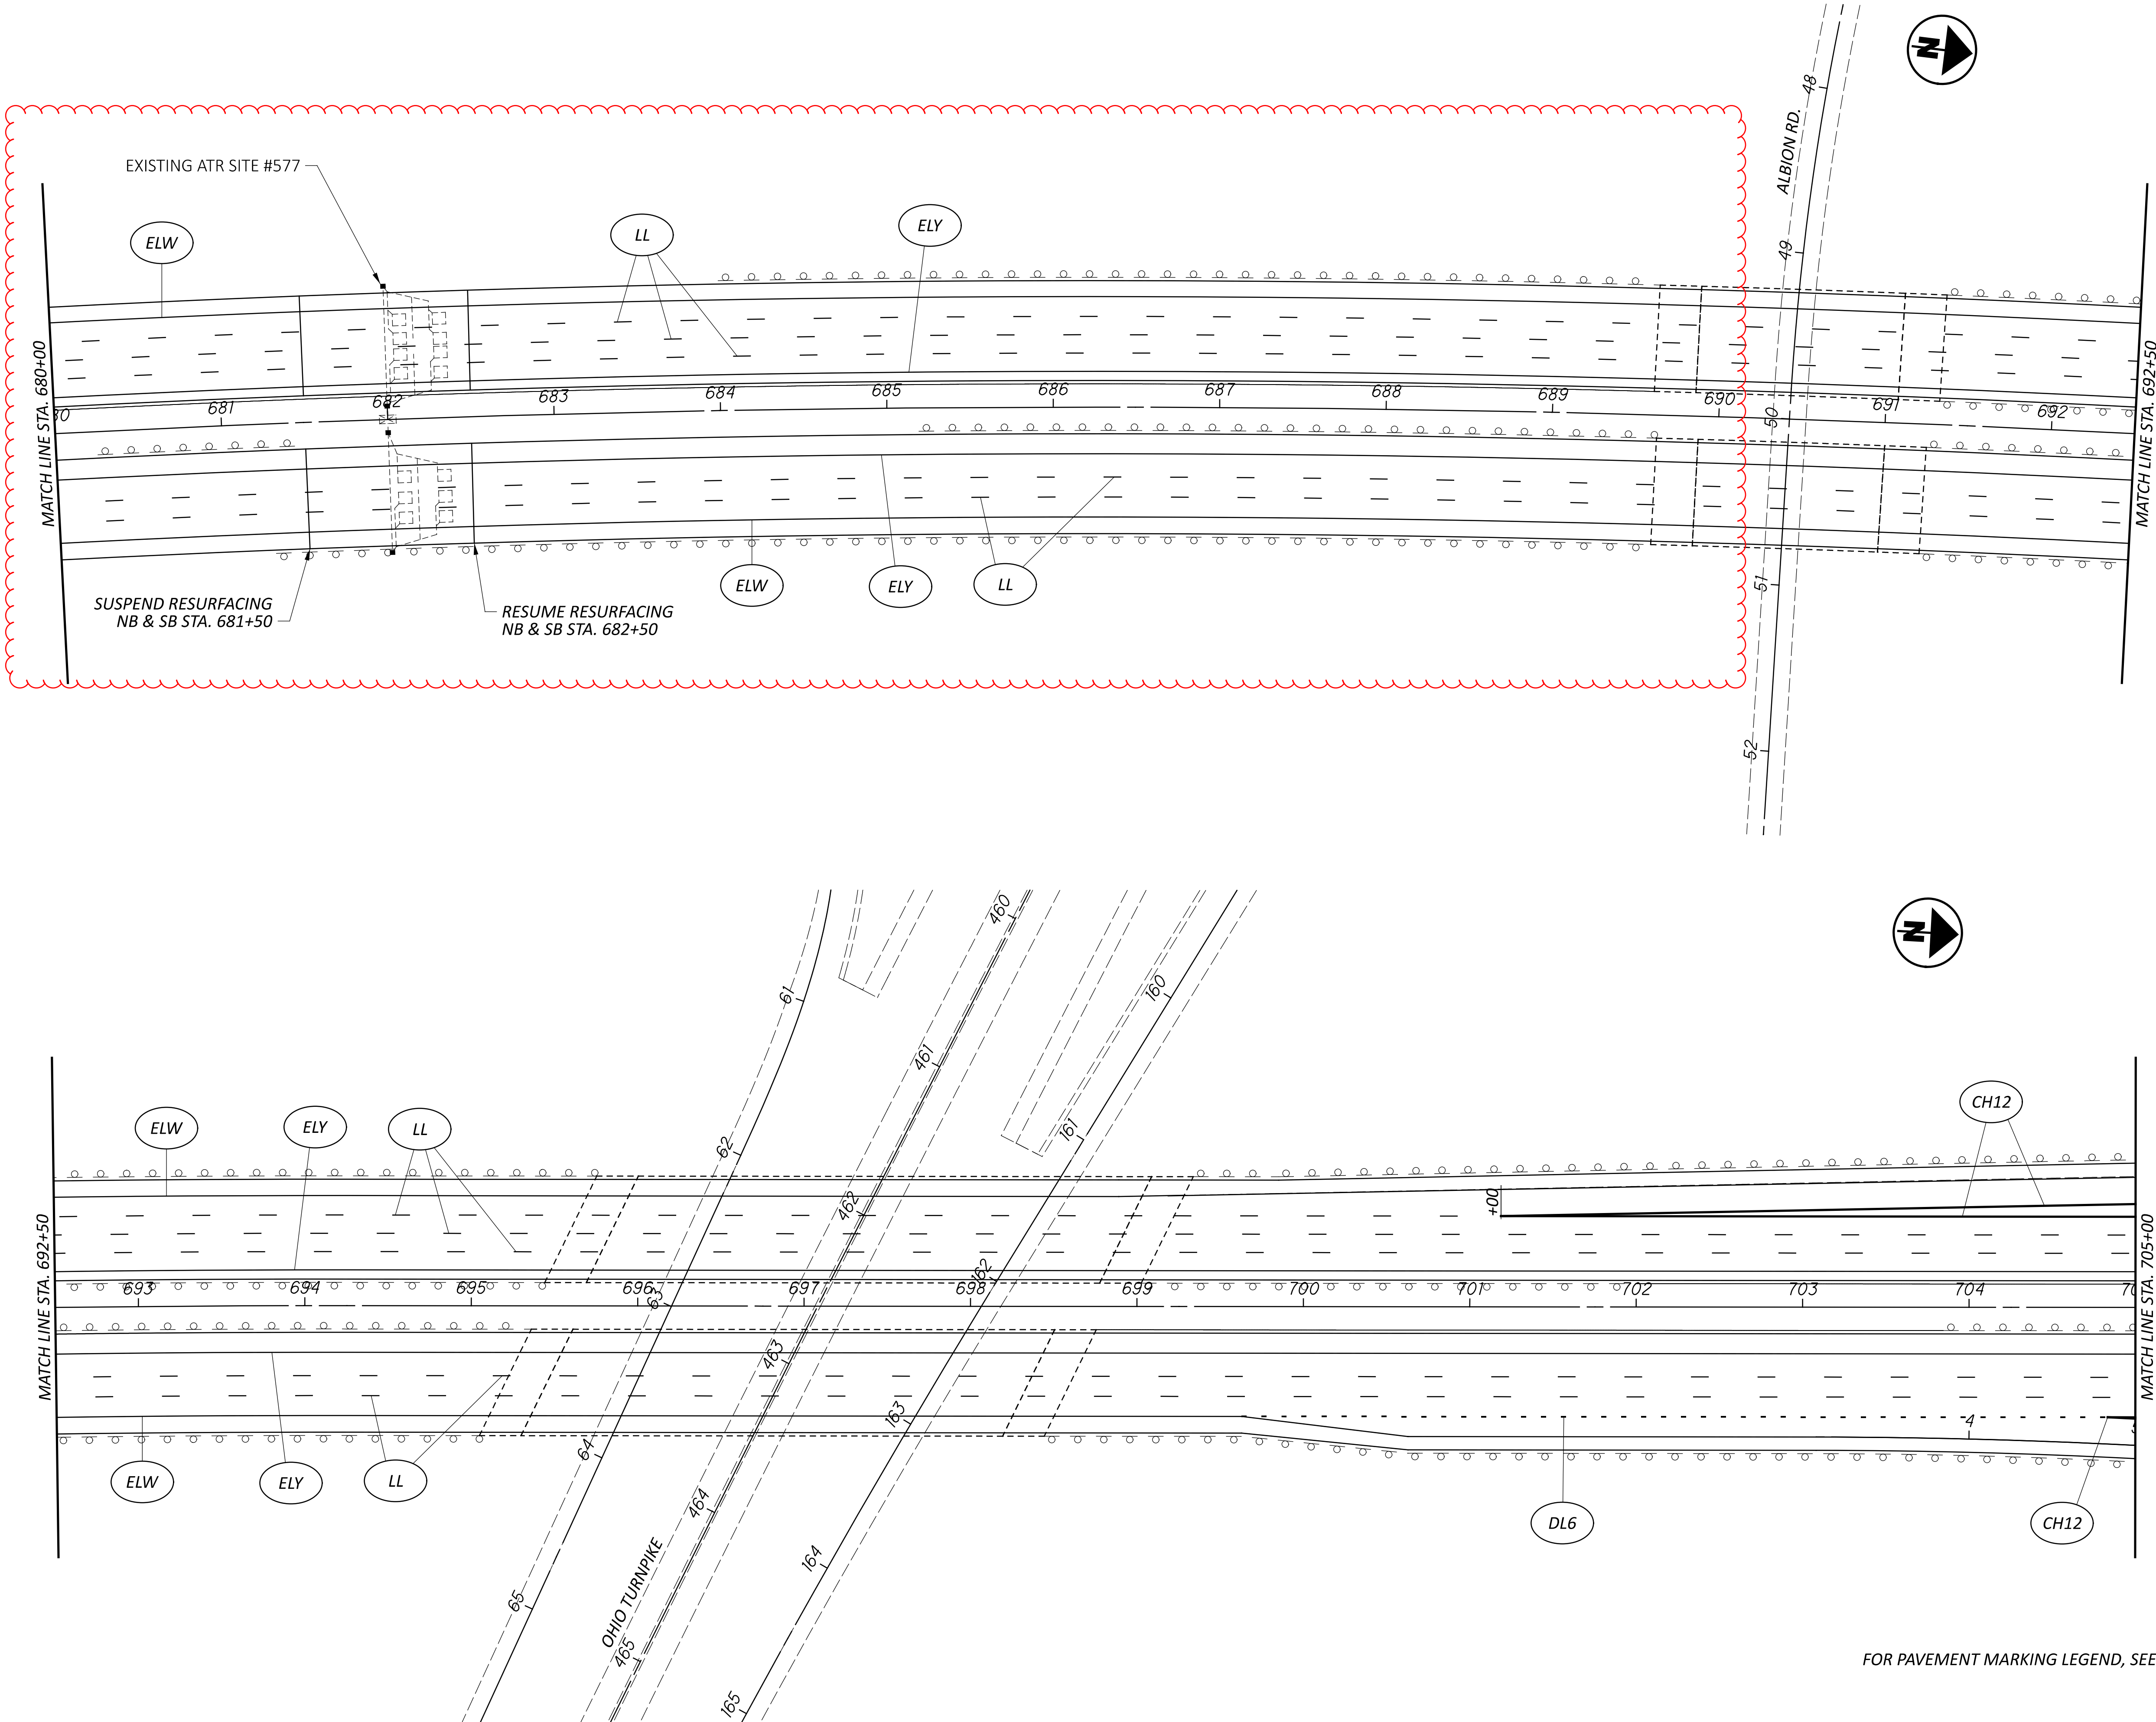 N
48
ALBION RD.
EXISTING ATR SITE #577
ELW
LL
ELY
49
MATCH LINE STA. 680+00
MATCH LINE STA. 692+50
80
681
682
683
684
685
686
687
688
689
690
691
692
50
51
ELW
ELY
LL
SUSPEND RESURFACING
NB & SB STA. 681+50
RESUME RESURFACING
NB & SB STA. 682+50
52
N
460
61
160
461
161
62
ELW
ELY
LL
CH12
462
+00
MATCH LINE STA. 692+50
MATCH LINE STA. 705+00
162
693
694
695
696
697
698
699
700
701
702
703
704
70
63
463
163
4
64
ELW
ELY
LL
464
DL6
CH12
164
65
OHIO TURNPIKE
465
165
FOR PAVEMENT MARKING LEGEND, SEE